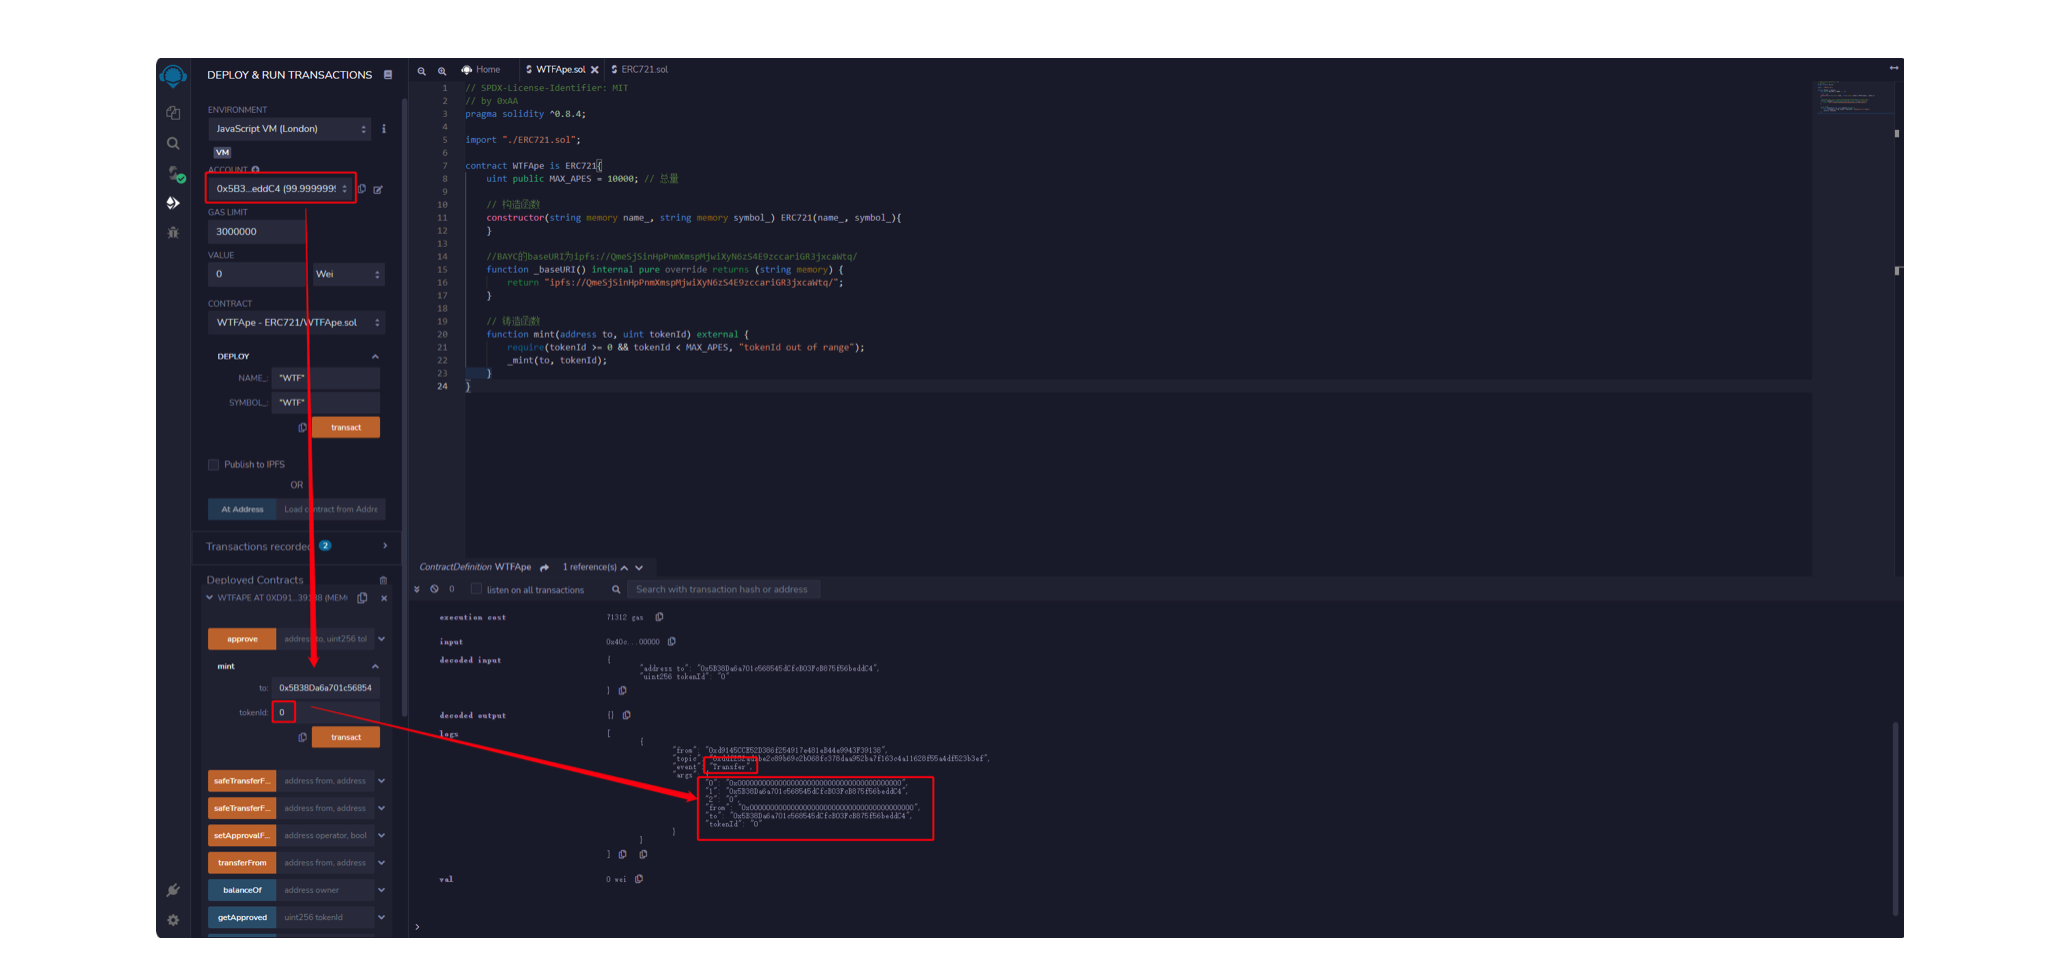 DEPLOY & RUN TRANSACTIONS
ENVIRONMENT
JavaScript VM (London)
VM
ACCOUNT
0x5B3...eddC4 (99.9999999
GAS LIMIT
3000000
VALUE
0
Wei
CONTRACT
WTFApe - ERC721/WTFApe.sol
DEPLOY
NAME_: "WTF"
SYMBOL_: "WTF"
transact
Publish to IPFS
OR
At Address Load contract from Addre
Transactions recorded 2
Deployed Contracts
WTFAPE AT 0XD91...39138 (MEM
approve address to, uint256 tol
mint
to: 0x5B38Da6a701c56854
tokenId: 0
transact
safeTransferF... address from, address
safeTransferF... address from, address
setApprovalF... address operator, bool
transferFrom address from, address
balanceOf address owner
getApproved uint256 tokenId
Home WTFApe.sol ERC721.sol
1 // SPDX-License-Identifier: MIT
2 // by 0xAA
3 pragma solidity ^0.8.4;
4
5 import "./ERC721.sol";
6
7 contract WTFApe is ERC721{
8 uint public MAX_APES = 10000; // 总量
9
10 // 构造函数
11 constructor(string memory name_, string memory symbol_) ERC721(name_, symbol_){
12 }
13
14 //BAYC的baseURI为ipfs://QmeSjSinHpPnmXmspMjwiXyN6zS4E9zccariGR3jxcaWtq/
15 function _baseURI() internal pure override returns (string memory) {
16 return "ipfs://QmeSjSinHpPnmXmspMjwiXyN6zS4E9zccariGR3jxcaWtq/";
17 }
18
19 // 铸造函数
20 function mint(address to, uint tokenId) external {
21 require(tokenId >= 0 && tokenId < MAX_APES, "tokenId out of range");
22 _mint(to, tokenId);
23 }
24 }
ContractDefinition WTFApe 1 reference(s)
0 listen on all transactions Search with transaction hash or address
execution cost 71312 gas
input 0x40c...00000
decoded input {
"address to": "0x5B38Da6a701c568545dCfcB03FcB875f56beddC4",
"uint256 tokenId": "0"
}
decoded output {}
logs [
{
"from": "0xd9145CCE52D386f254917e481eB44e9943F39138",
"topic": "0xddf252ad1be2c89b69c2b068fc378daa952ba7f163c4a11628f55a4df523b3ef",
"event": "Transfer",
"args": {
"0": "0x0000000000000000000000000000000000000000",
"1": "0x5B38Da6a701c568545dCfcB03FcB875f56beddC4",
"2": "0",
"from": "0x0000000000000000000000000000000000000000",
"to": "0x5B38Da6a701c568545dCfcB03FcB875f56beddC4",
"tokenId": "0"
}
}
]
val 0 wei
>